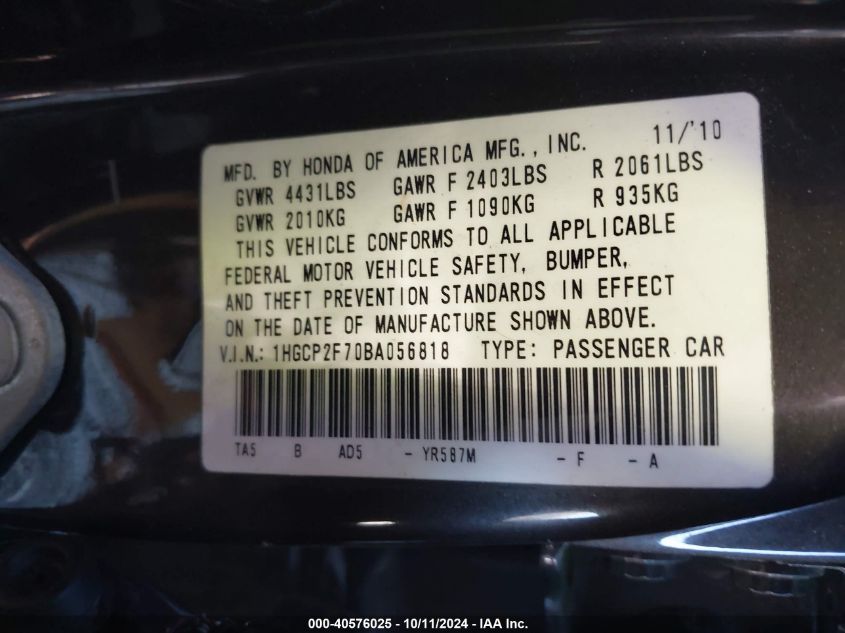 MFD. BY HONDA OF AMERICA MFG., INC. 11/'10
GVWR 4431LBS GAWR F 2403LBS R 2061LBS
GVWR 2010KG GAWR F 1090KG R 935KG
THIS VEHICLE CONFORMS TO ALL APPLICABLE
FEDERAL MOTOR VEHICLE SAFETY, BUMPER,
AND THEFT PREVENTION STANDARDS IN EFFECT
ON THE DATE OF MANUFACTURE SHOWN ABOVE.
V.I.N.: 1HGCP2F70BA056818 TYPE: PASSENGER CAR
TA5 B AD5 - YR587M - F - A
000-40576025 - 10/11/2024 - IAA Inc.